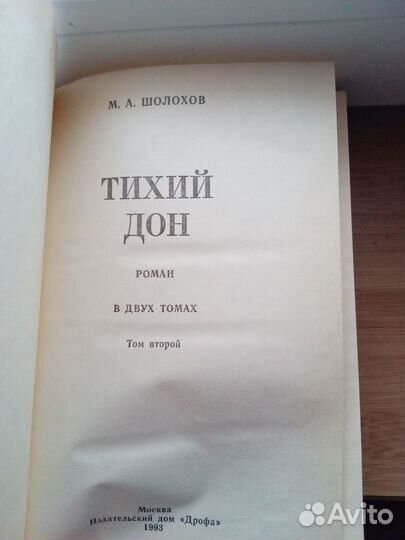 М. А. ШОЛОХОВ
ТИХИЙ
ДОН
РОМАН
В ДВУХ ТОМАХ
Том второй
Москва
Издательский дом «Дрофа»
1993
Avito